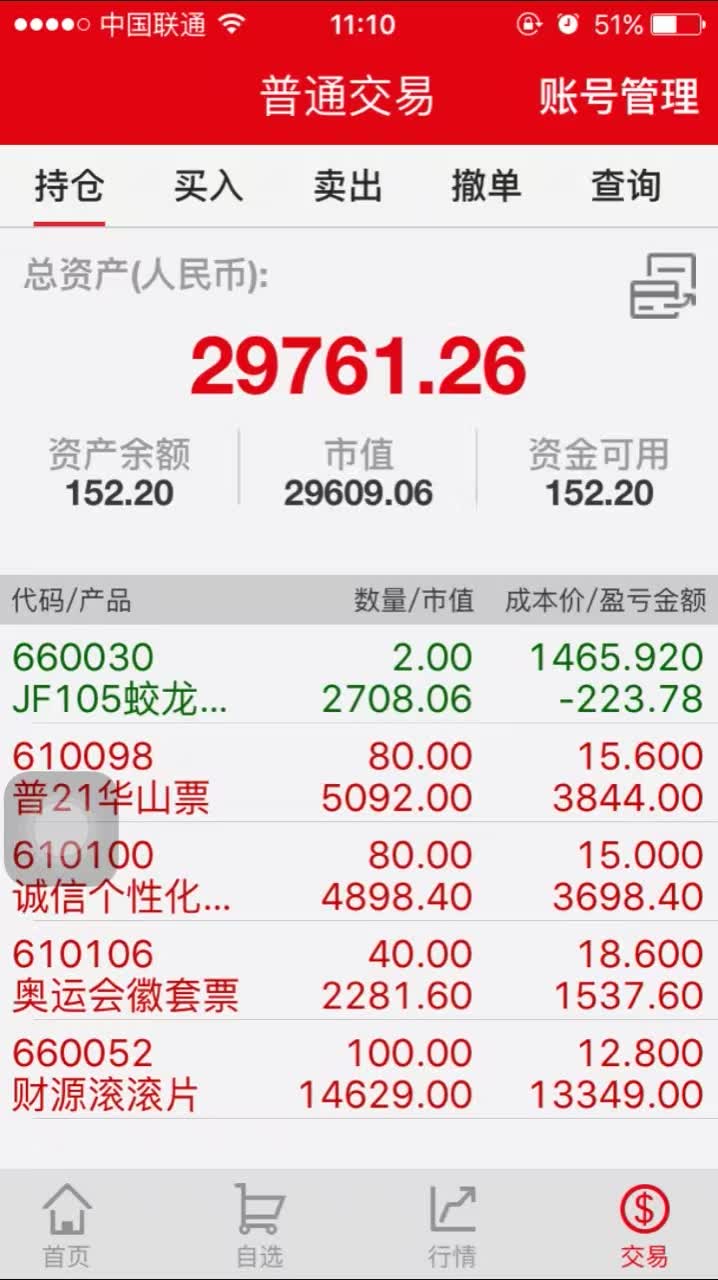 中国联通 11:10 51%
普通交易 账号管理
持仓 买入 卖出 撤单 查询
总资产(人民币):
29761.26
资产余额 市值 资金可用
152.20 29609.06 152.20
代码/产品 数量/市值 成本价/盈亏金额
660030 2.00 1465.920
JF105蛟龙... 2708.06 -223.78
610098 80.00 15.600
普21华山票 5092.00 3844.00
610100 80.00 15.000
诚信个性化... 4898.40 3698.40
610106 40.00 18.600
奥运会徽套票 2281.60 1537.60
660052 100.00 12.800
财源滚滚片 14629.00 13349.00
首页 自选 行情 交易